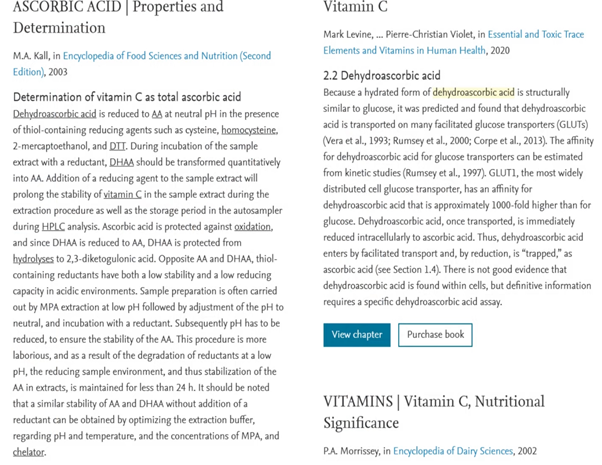 ASCORBIC ACID | Properties and
Determination
M.A. Kall, in Encyclopedia of Food Sciences and Nutrition (Second
Edition), 2003
Determination of vitamin C as total ascorbic acid
Dehydroascorbic acid is reduced to AA at neutral pH in the presence
of thiol-containing reducing agents such as cysteine, homocysteine,
2-mercaptoethanol, and DTT. During incubation of the sample
extract with a reductant, DHAA should be transformed quantitatively
into AA. Addition of a reducing agent to the sample extract will
prolong the stability of vitamin C in the sample extract during the
extraction procedure as well as the storage period in the autosampler
during HPLC analysis. Ascorbic acid is protected against oxidation,
and since DHAA is reduced to AA, DHAA is protected from
hydrolyses to 2,3-diketogulonic acid. Opposite AA and DHAA, thiol-
containing reductants have both a low stability and a low reducing
capacity in acidic environments. Sample preparation is often carried
out by MPA extraction at low pH followed by adjustment of the pH to
neutral, and incubation with a reductant. Subsequently pH has to be
reduced, to ensure the stability of the AA. This procedure is more
laborious, and as a result of the degradation of reductants at a low
pH, the reducing sample environment, and thus stabilization of the
AA in extracts, is maintained for less than 24 h. It should be noted
that a similar stability of AA and DHAA without addition of a
reductant can be obtained by optimizing the extraction buffer,
regarding pH and temperature, and the concentrations of MPA, and
chelator.
Vitamin C
Mark Levine, ... Pierre-Christian Violet, in Essential and Toxic Trace
Elements and Vitamins in Human Health, 2020
2.2 Dehydroascorbic acid
Because a hydrated form of dehydroascorbic acid is structurally
similar to glucose, it was predicted and found that dehydroascorbic
acid is transported on many facilitated glucose transporters (GLUTs)
(Vera et al., 1993; Rumsey et al., 2000; Corpe et al., 2013). The affinity
for dehydroascorbic acid for glucose transporters can be estimated
from kinetic studies (Rumsey et al., 1997). GLUT1, the most widely
distributed cell glucose transporter, has an affinity for
dehydroascorbic acid that is approximately 1000-fold higher than for
glucose. Dehydroascorbic acid, once transported, is immediately
reduced intracellularly to ascorbic acid. Thus, dehydroascorbic acid
enters by facilitated transport and, by reduction, is “trapped,” as
ascorbic acid (see Section 1.4). There is not good evidence that
dehydroascorbic acid is found within cells, but definitive information
requires a specific dehydroascorbic acid assay.
View chapter
Purchase book
VITAMINS | Vitamin C, Nutritional
Significance
P.A. Morrissey, in Encyclopedia of Dairy Sciences, 2002